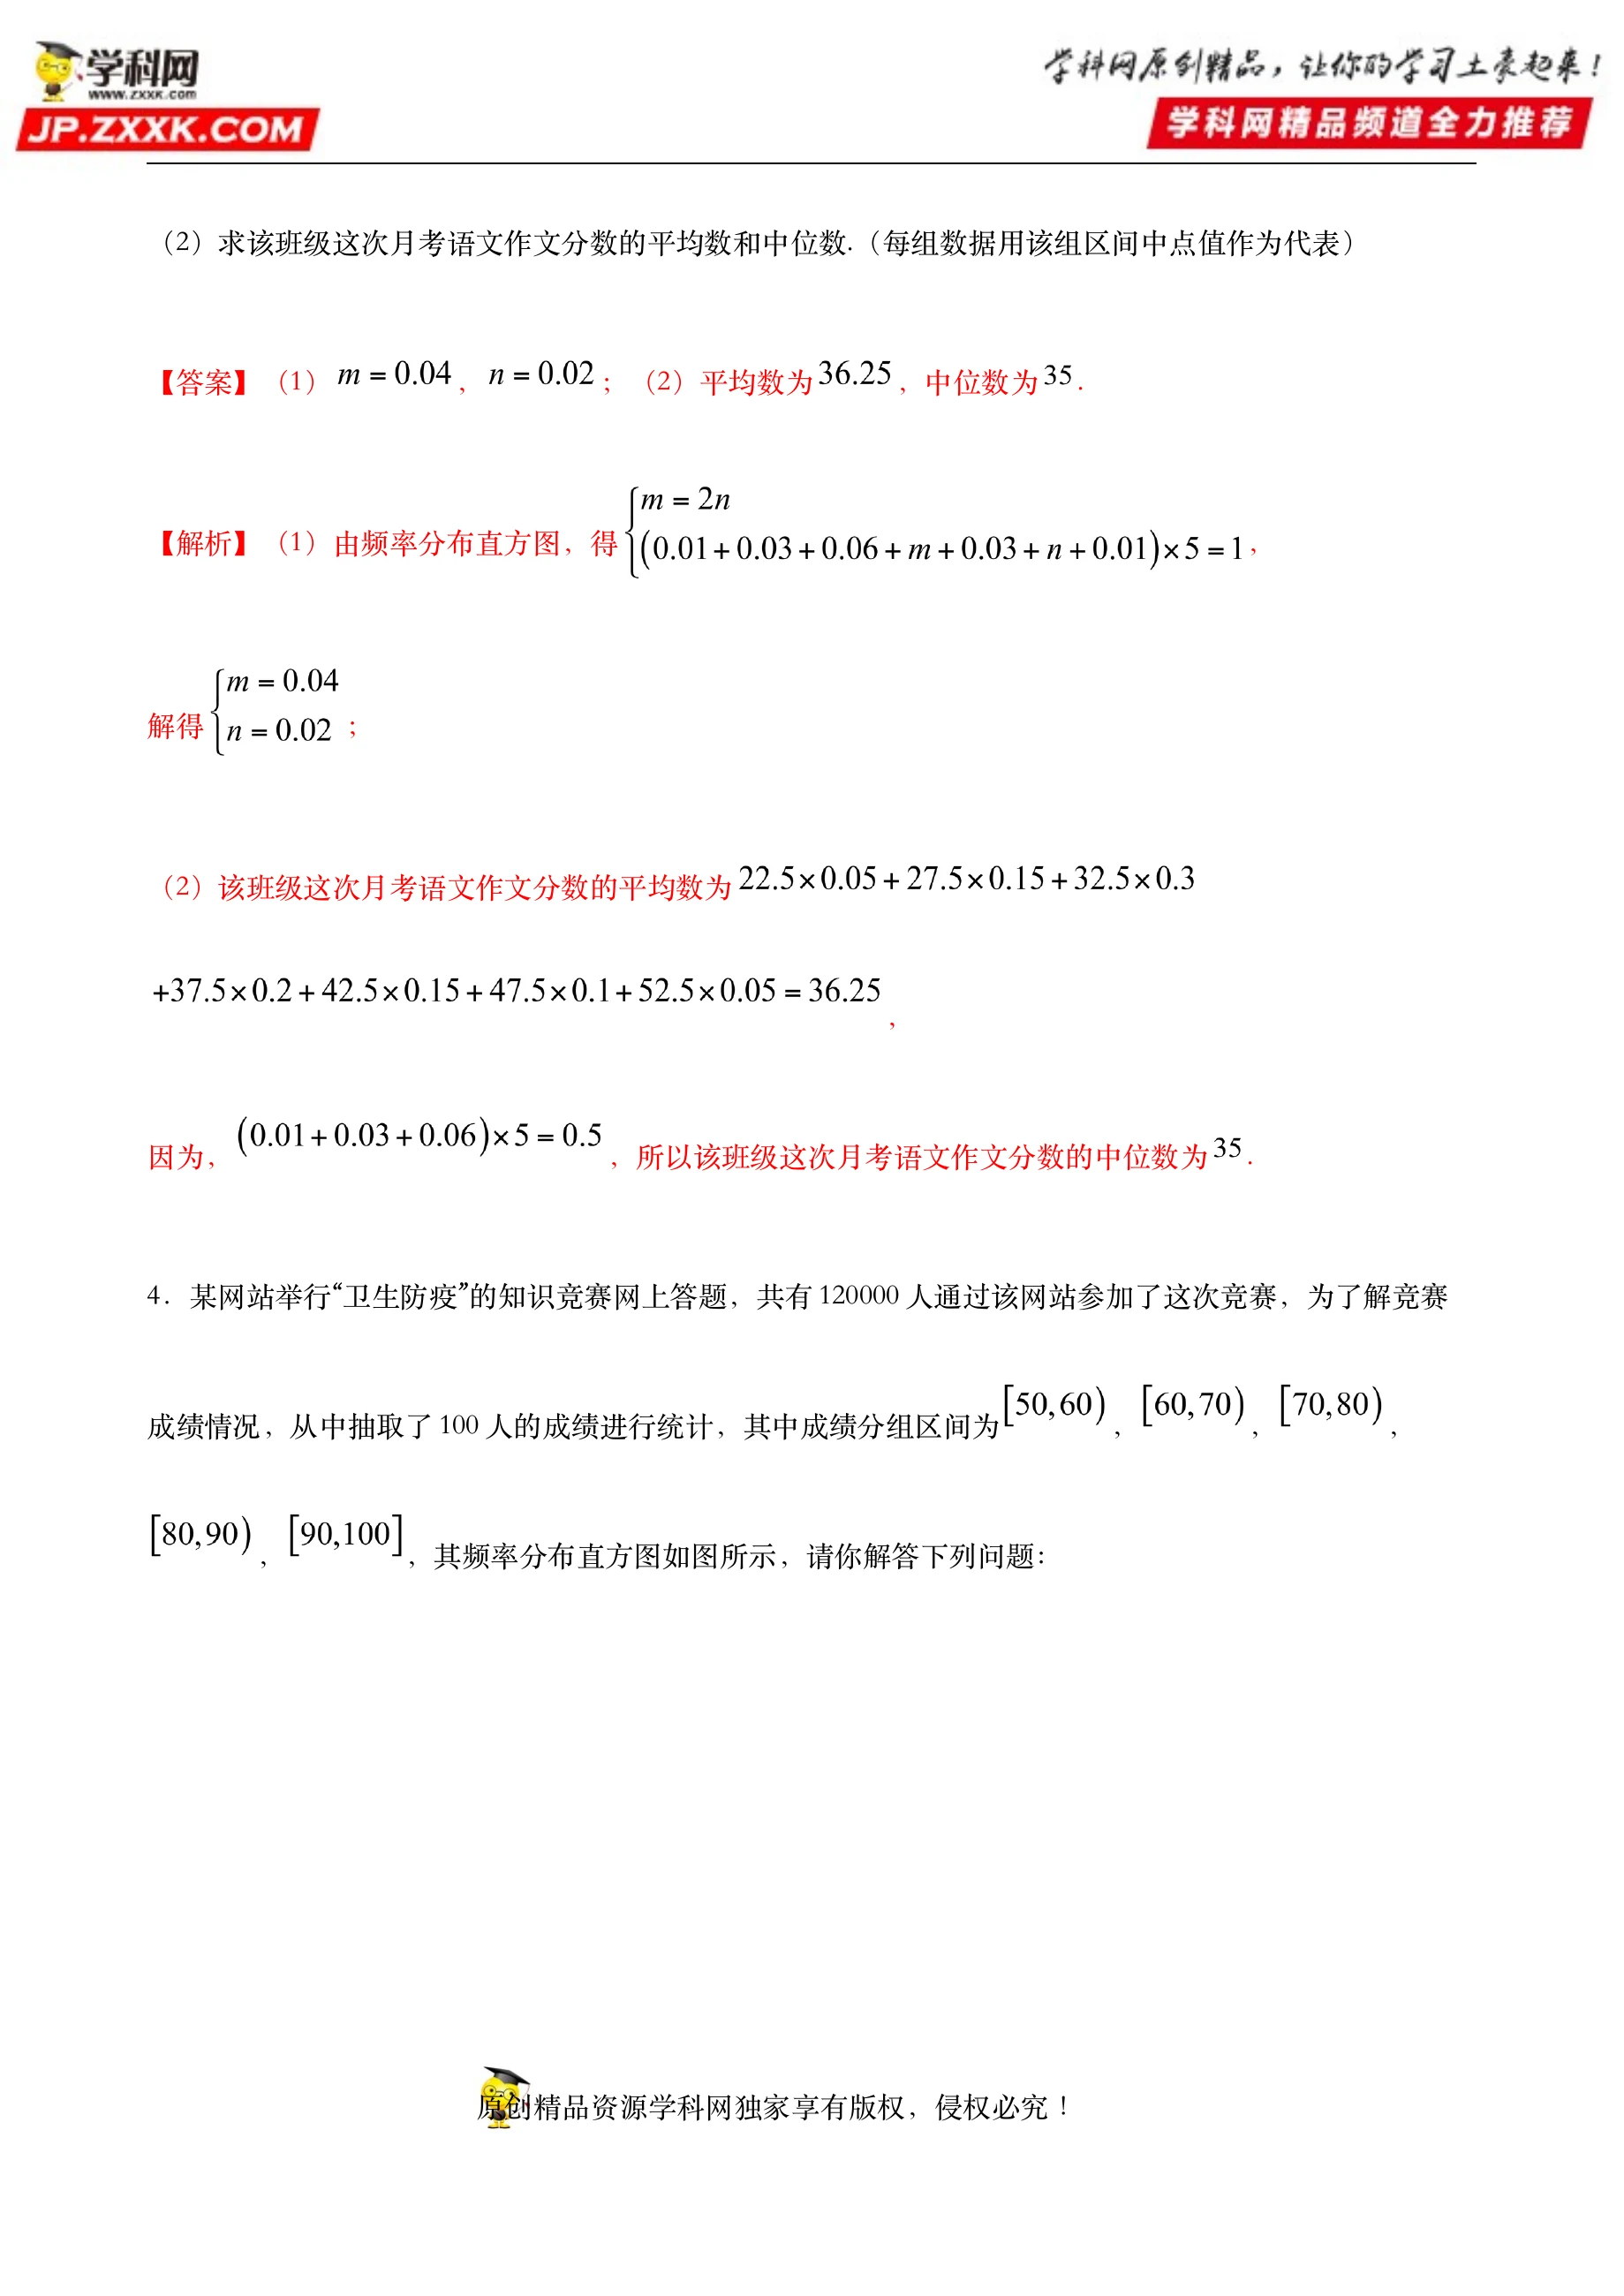 学科网
www.zxxk.com
JP.ZXXK.COM
学科网原创精品，让你的学习土豪起来！
学科网精品频道全力推荐
（2）求该班级这次月考语文作文分数的平均数和中位数.（每组数据用该组区间中点值作为代表）
【答案】（1）m = 0.04，n = 0.02；（2）平均数为36.25，中位数为35.
【解析】（1）由频率分布直方图，得{m = 2n
(0.01+0.03+0.06+m+0.03+n+0.01)×5=1，
解得{m = 0.04
n = 0.02；
（2）该班级这次月考语文作文分数的平均数为22.5×0.05+27.5×0.15+32.5×0.3
+37.5×0.2+42.5×0.15+47.5×0.1+52.5×0.05=36.25，
因为，(0.01+0.03+0.06)×5=0.5，所以该班级这次月考语文作文分数的中位数为35.
4．某网站举行“卫生防疫”的知识竞赛网上答题，共有120000人通过该网站参加了这次竞赛，为了解竞赛
成绩情况，从中抽取了100人的成绩进行统计，其中成绩分组区间为[50,60)，[60,70)，[70,80)，
[80,90)，[90,100]，其频率分布直方图如图所示，请你解答下列问题：
原创精品资源学科网独家享有版权，侵权必究！